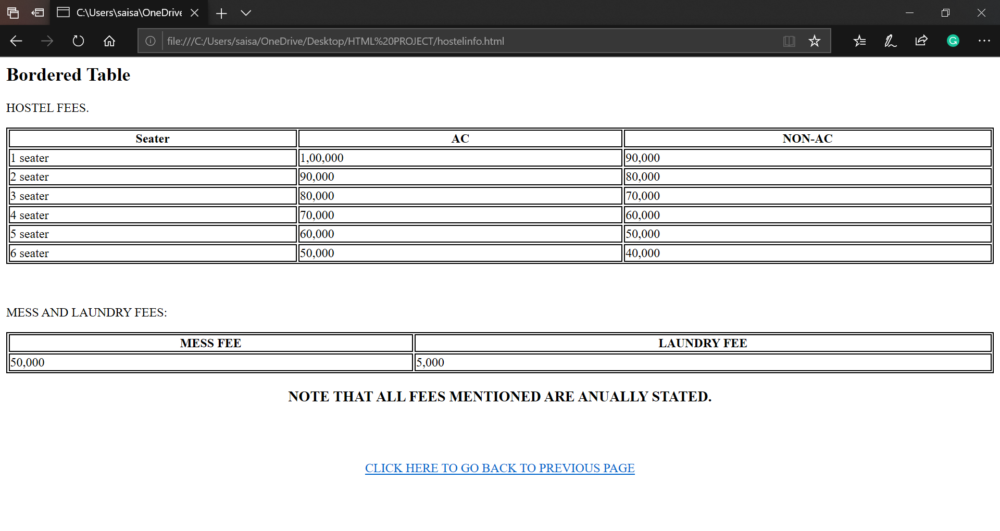 C:\Users\saisa\OneDrive
file:///C:/Users/saisa/OneDrive/Desktop/HTML%20PROJECT/hostelinfo.html
Bordered Table
HOSTEL FEES.
Seater AC NON-AC
1 seater 1,00,000 90,000
2 seater 90,000 80,000
3 seater 80,000 70,000
4 seater 70,000 60,000
5 seater 60,000 50,000
6 seater 50,000 40,000
MESS AND LAUNDRY FEES:
MESS FEE LAUNDRY FEE
50,000 5,000
NOTE THAT ALL FEES MENTIONED ARE ANUALLY STATED.
CLICK HERE TO GO BACK TO PREVIOUS PAGE